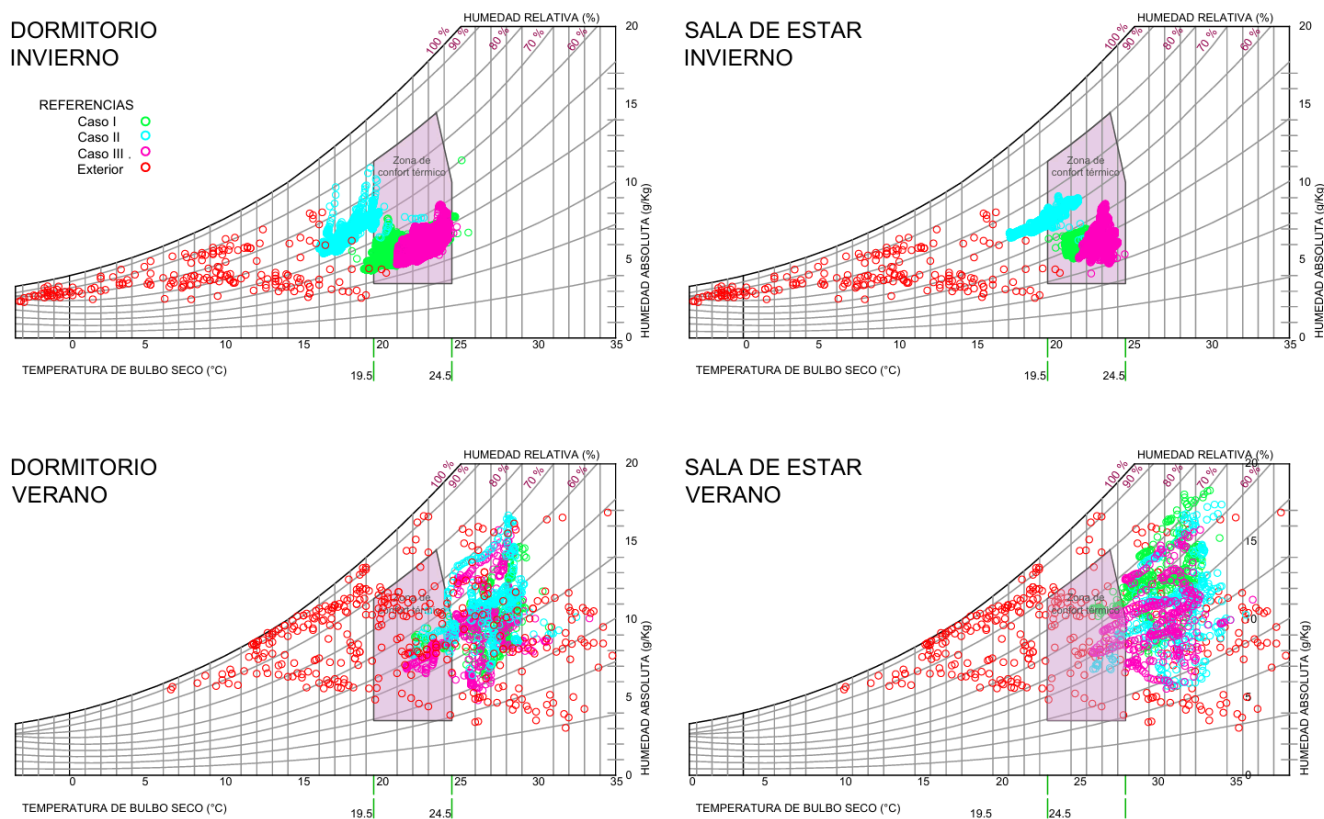 DORMITORIO
INVIERNO
HUMEDAD RELATIVA (%)
100 %
90 %
80 %
70 %
60 %
20
15
10
5
0
HUMEDAD ABSOLUTA (g/Kg)
REFERENCIAS
Caso I
Caso II
Caso III .
Exterior
Zona de
confort térmico
0 5 10 15 20 25 30 35
TEMPERATURA DE BULBO SECO (°C)
19.5 24.5
SALA DE ESTAR
INVIERNO
HUMEDAD RELATIVA (%)
100 %
90 %
80 %
70 %
60 %
20
15
10
5
0
HUMEDAD ABSOLUTA (g/Kg)
Zona de
confort térmico
0 5 10 15 20 25 30 35
TEMPERATURA DE BULBO SECO (°C)
19.5 24.5
DORMITORIO
VERANO
HUMEDAD RELATIVA (%)
100 %
90 %
80 %
70 %
60 %
20
15
10
5
0
HUMEDAD ABSOLUTA (g/Kg)
Zona de
confort térmico
0 5 10 15 20 25 30 35
TEMPERATURA DE BULBO SECO (°C)
19.5 24.5
SALA DE ESTAR
VERANO
HUMEDAD RELATIVA (%)
100 %
90 %
80 %
70 %
60 %
20
15
10
5
0
HUMEDAD ABSOLUTA (g/Kg)
Zona de
confort térmico
0 5 10 15 20 25 30 35
TEMPERATURA DE BULBO SECO (°C)
19.5 24.5